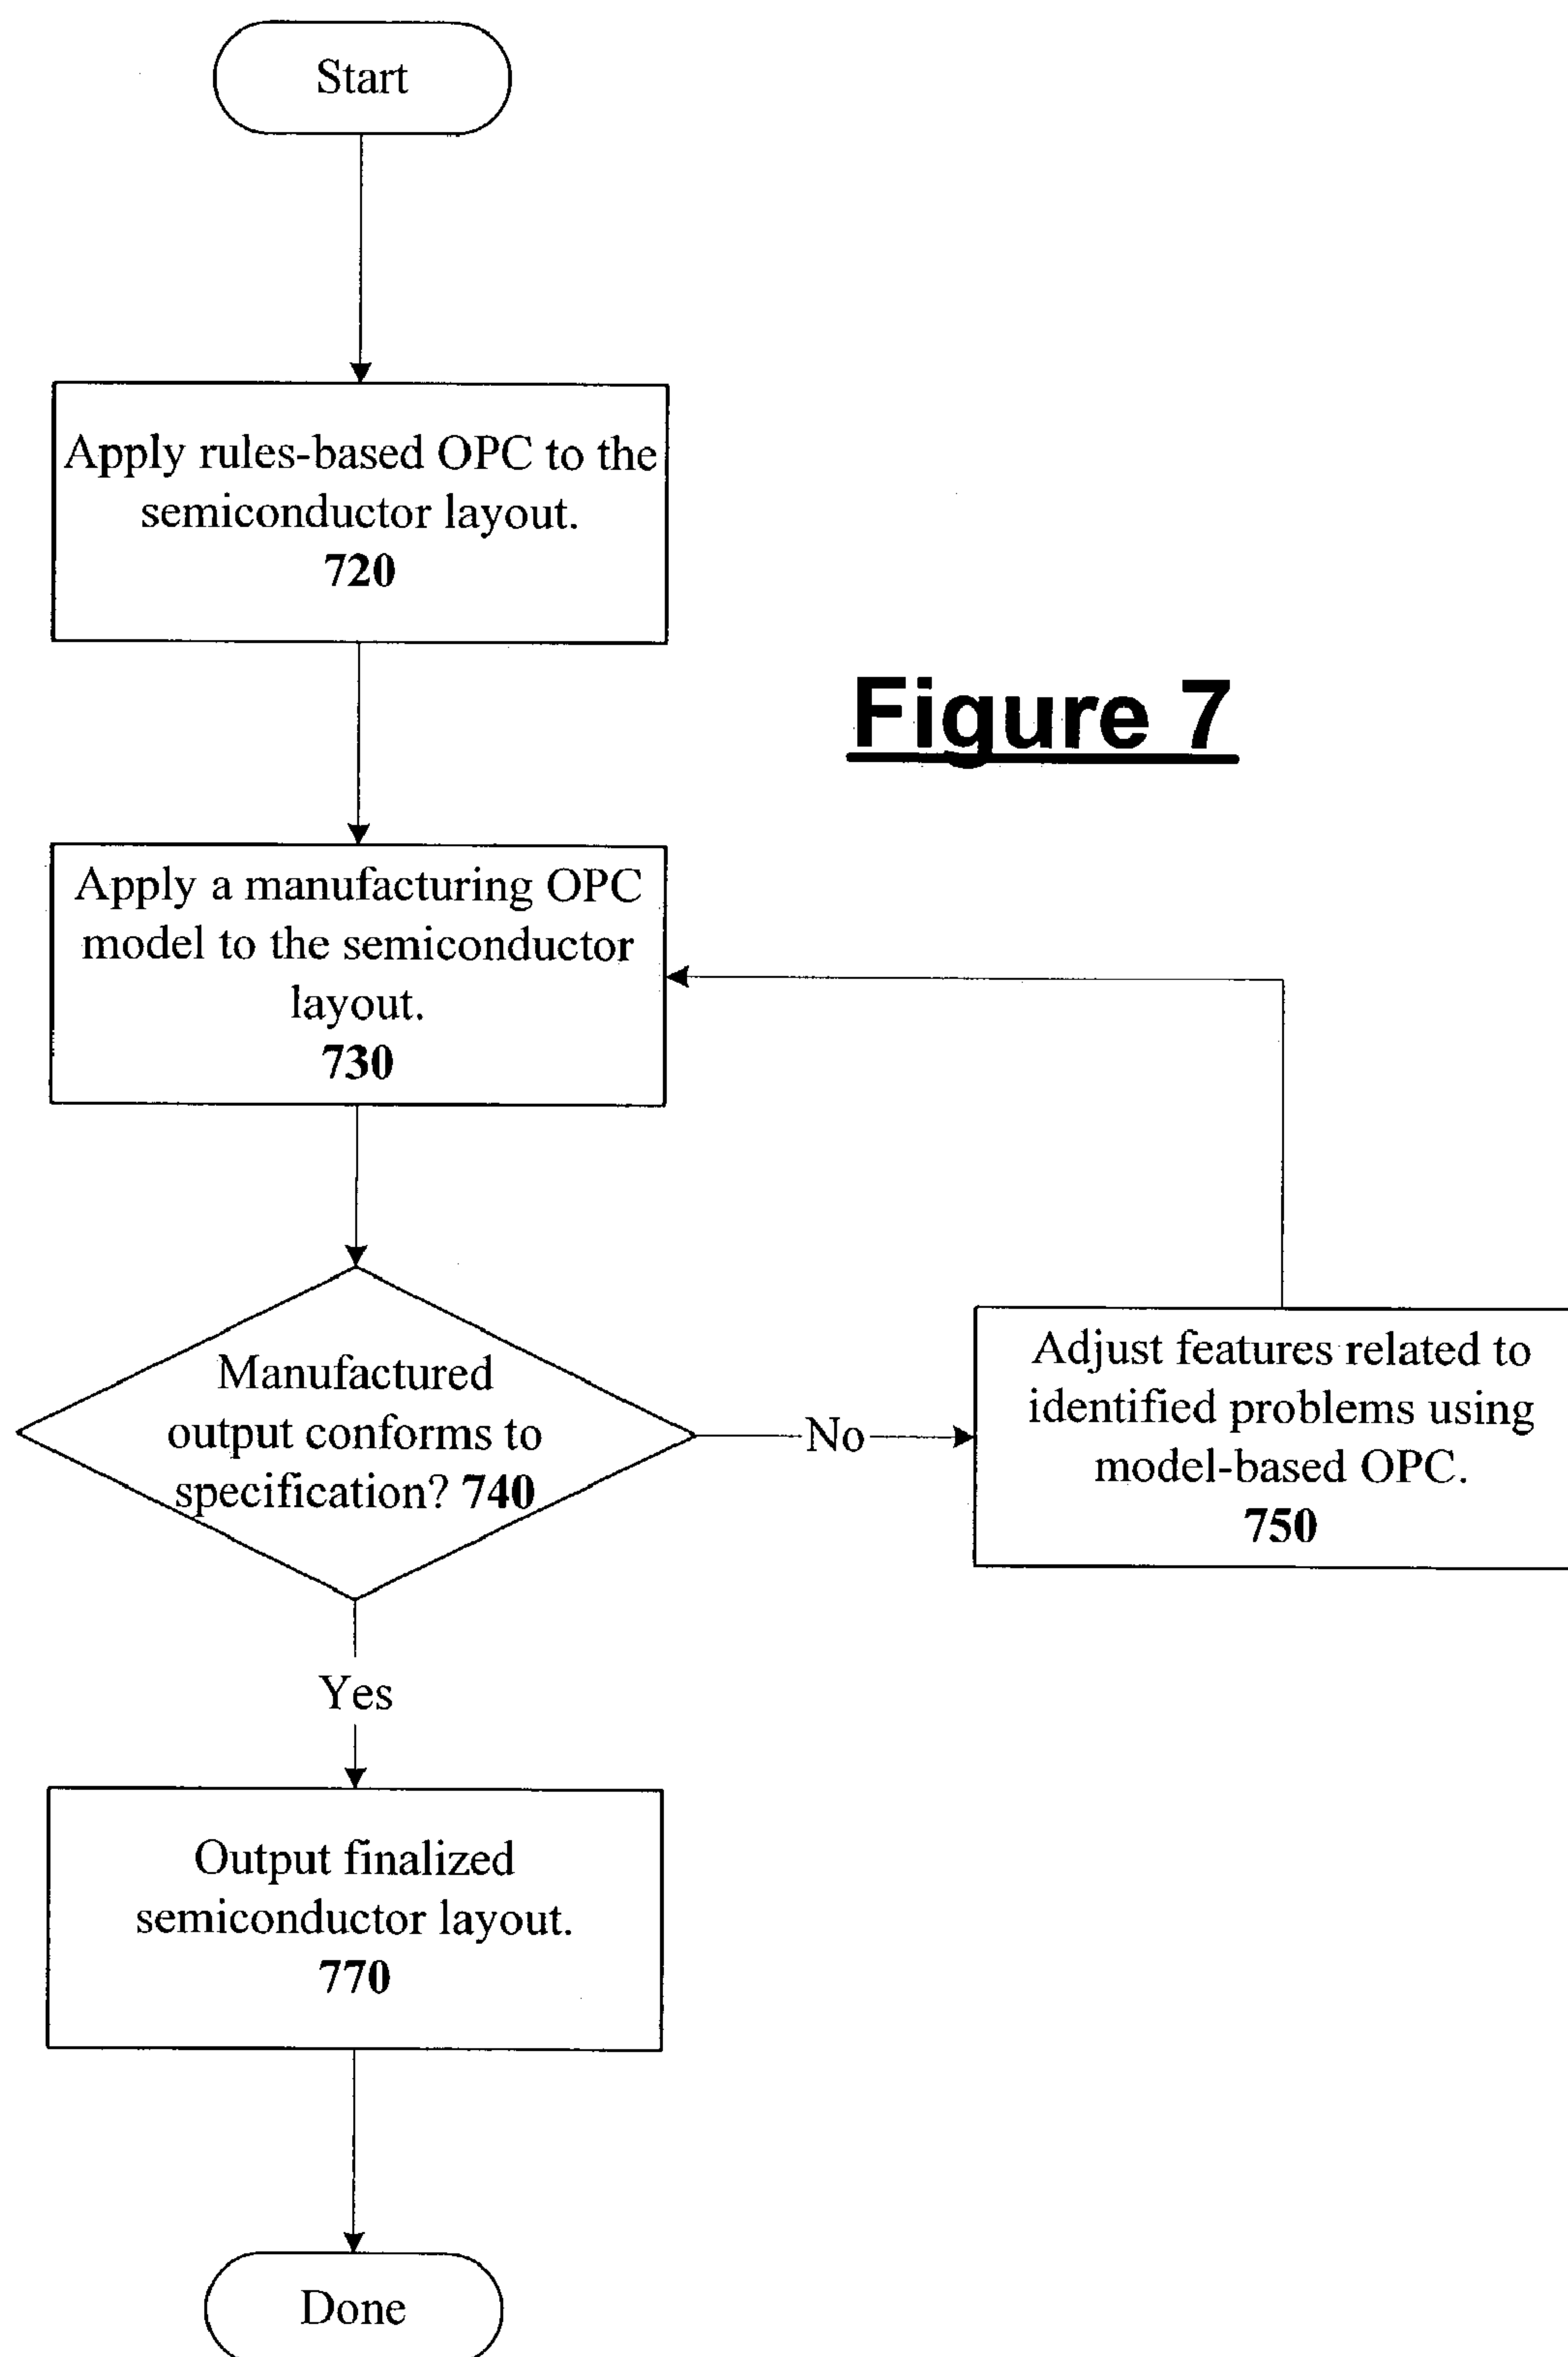 Start
Apply rules-based OPC to the
semiconductor layout.
720
Figure 7
Apply a manufacturing OPC
model to the semiconductor
layout.
730
Manufactured
output conforms to
specification? 740
No
Adjust features related to
identified problems using
model-based OPC.
750
Yes
Output finalized
semiconductor layout.
770
Done